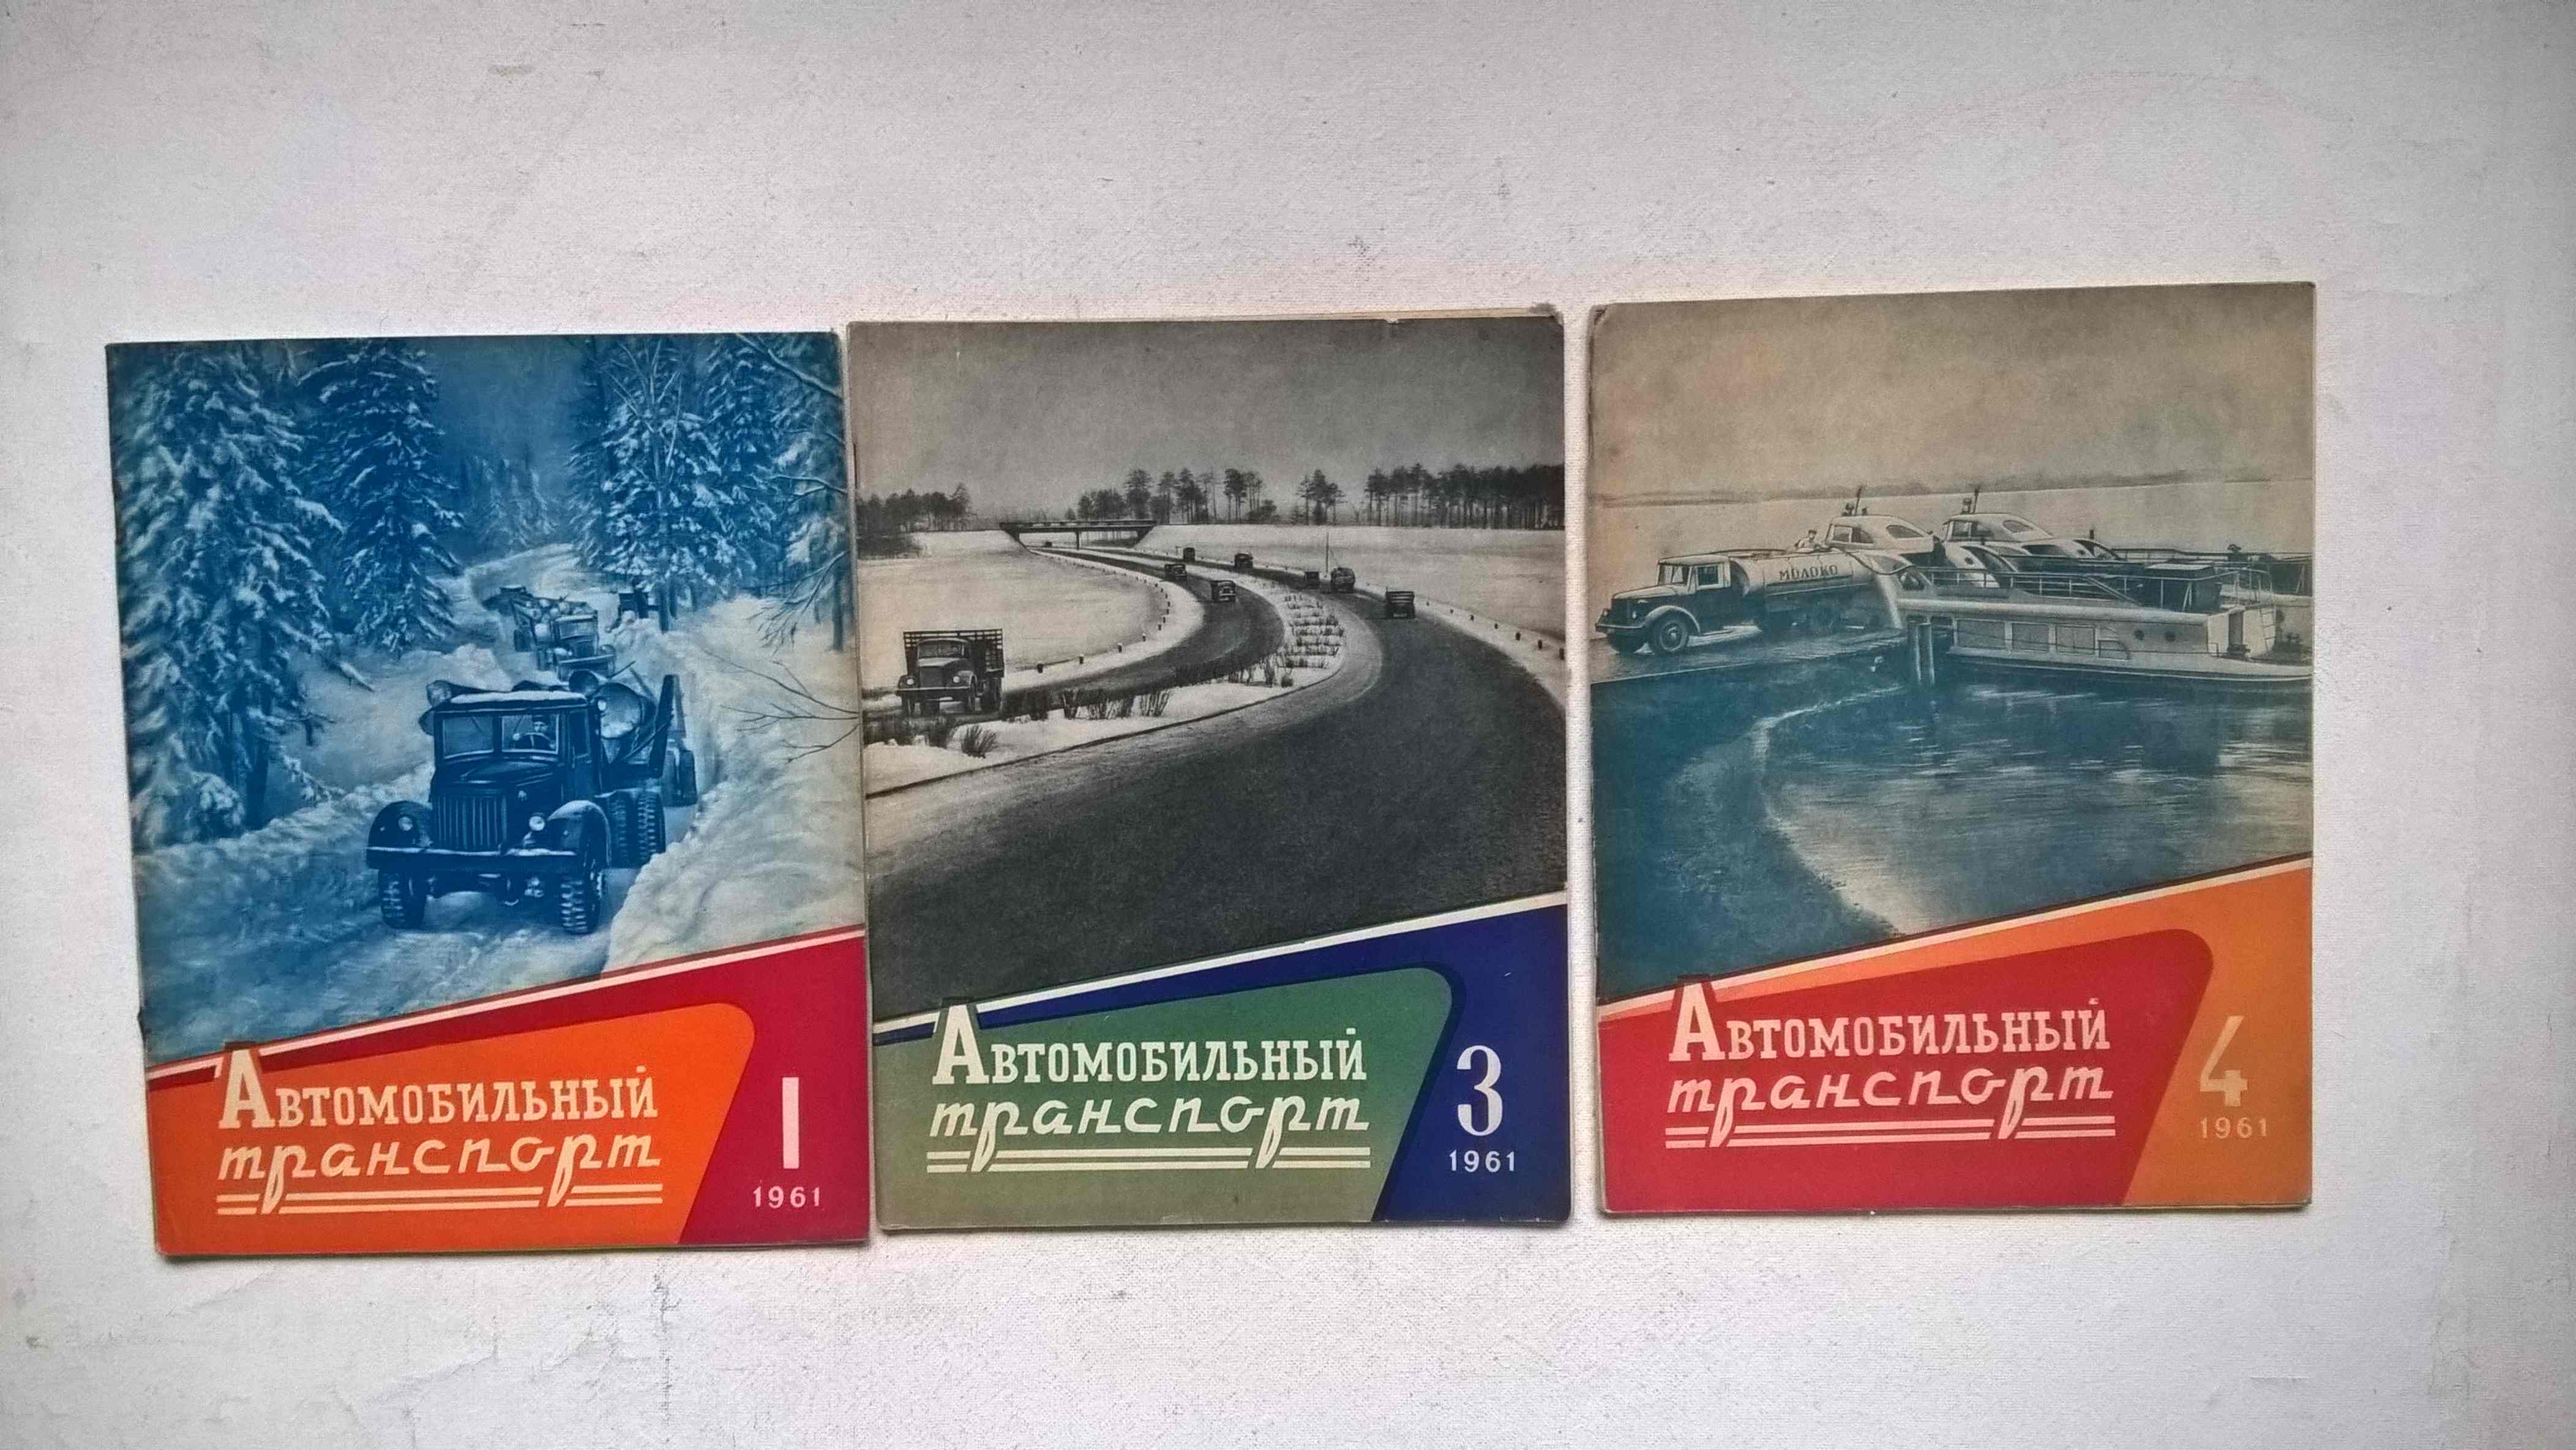 Автомобильный
транспорт
1
1961
Автомобильный
транспорт
3
1961
МОЛОКО
Автомобильный
транспорт
4
1961